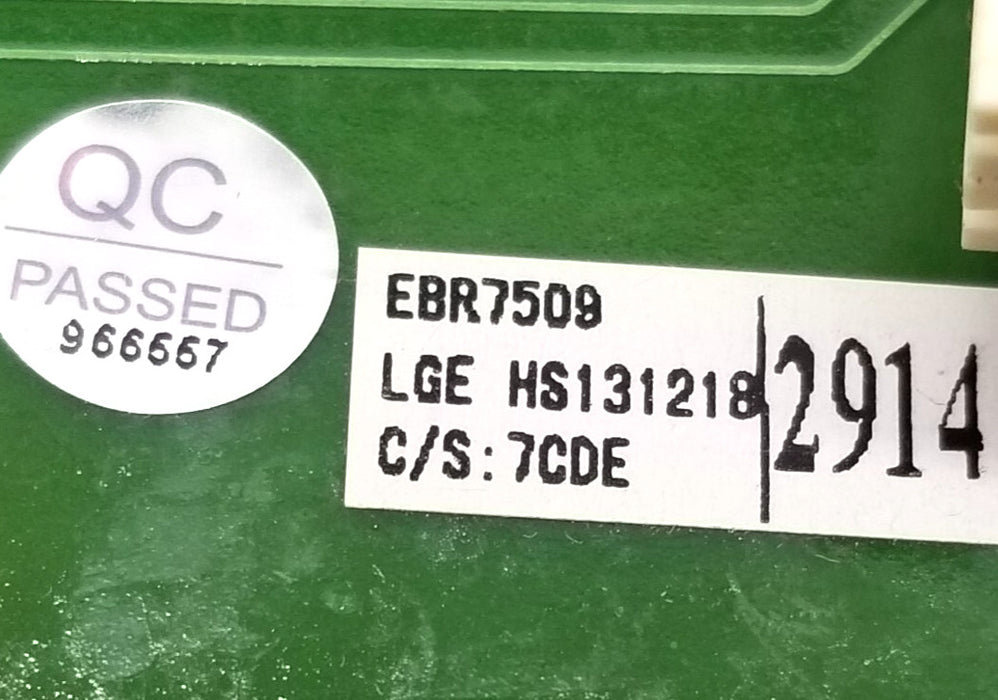 QC
PASSED
966667
EBR7509
LGE HS131218
C/S:7CDE
2914